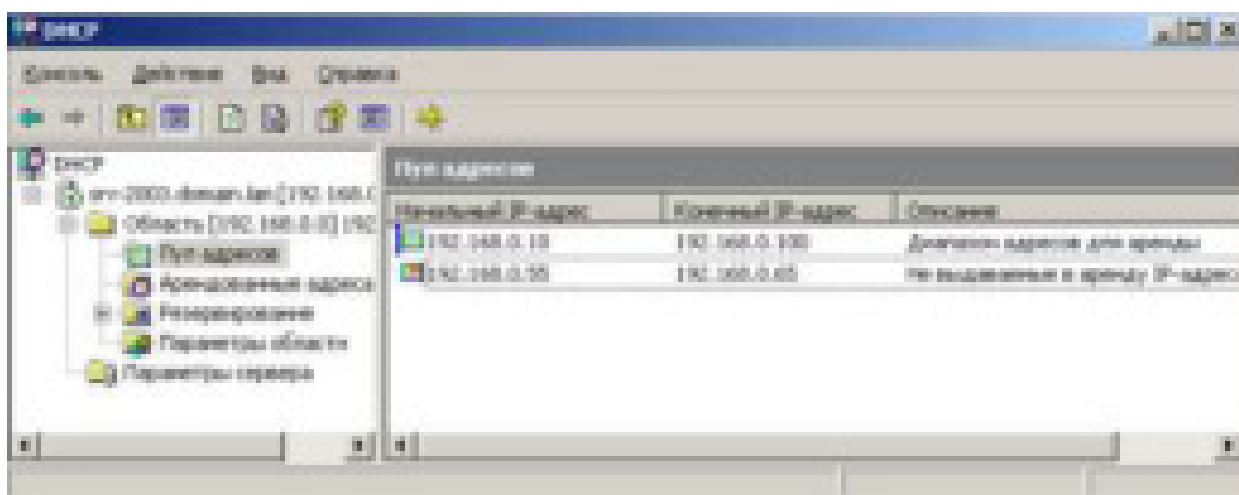 DHCP
Консоль Действие Вид Справка
DHCP
srv-2003.domain.lan [192.168.0
Область [192.168.0.0] 192
Пул адресов
Арендованные адреса
Резервирование
Параметры области
Параметры сервера
Пул адресов
Начальный IP-адрес Конечный IP-адрес Описание
192.168.0.10 192.168.0.100 Диапазон адресов для аренды
192.168.0.55 192.168.0.65 Не выдаваемые в аренду IP-адрес